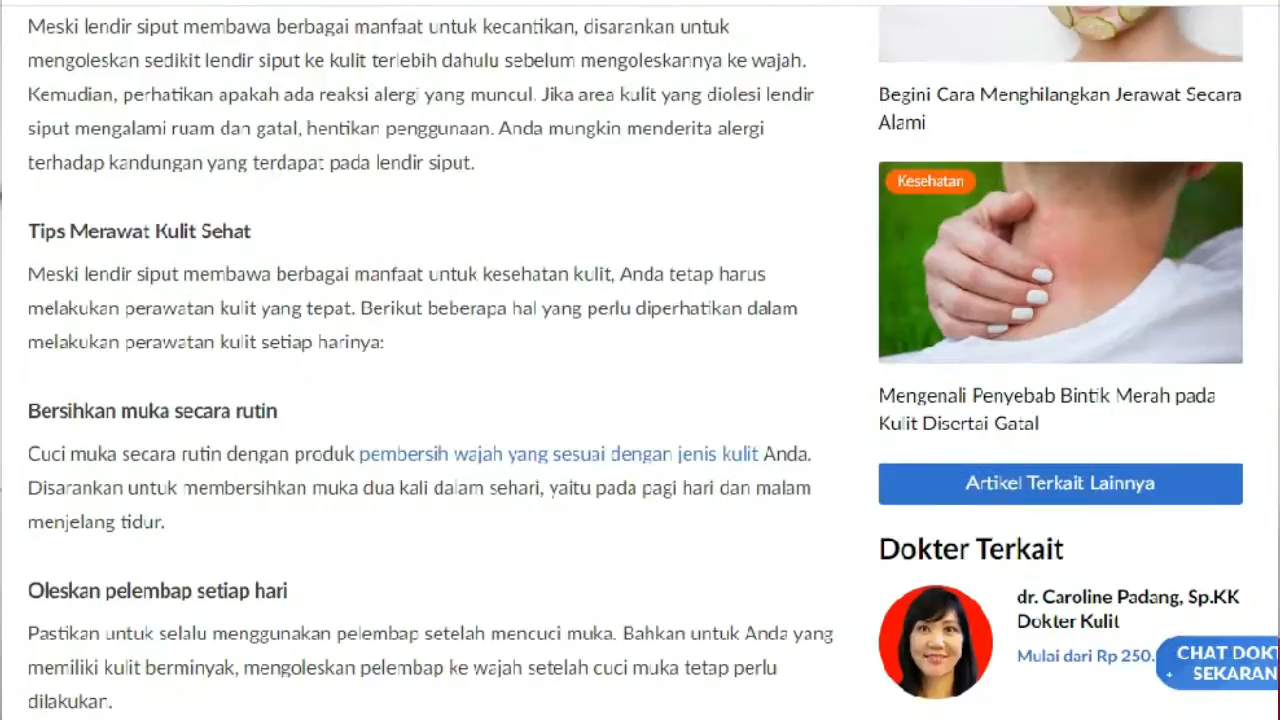 Meski lendir siput membawa berbagai manfaat untuk kecantikan, disarankan untuk
mengoleskan sedikit lendir siput ke kulit terlebih dahulu sebelum mengoleskannya ke wajah.
Kemudian, perhatikan apakah ada reaksi alergi yang muncul. Jika area kulit yang diolesi lendir
siput mengalami ruam dan gatal, hentikan penggunaan. Anda mungkin menderita alergi
terhadap kandungan yang terdapat pada lendir siput.
Tips Merawat Kulit Sehat
Meski lendir siput membawa berbagai manfaat untuk kesehatan kulit, Anda tetap harus
melakukan perawatan kulit yang tepat. Berikut beberapa hal yang perlu diperhatikan dalam
melakukan perawatan kulit setiap harinya:
Bersihkan muka secara rutin
Cuci muka secara rutin dengan produk pembersih wajah yang sesuai dengan jenis kulit Anda.
Disarankan untuk membersihkan muka dua kali dalam sehari, yaitu pada pagi hari dan malam
menjelang tidur.
Oleskan pelembap setiap hari
Pastikan untuk selalu menggunakan pelembap setelah mencuci muka. Bahkan untuk Anda yang
memiliki kulit berminyak, mengoleskan pelembap ke wajah setelah cuci muka tetap perlu
dilakukan.
Begini Cara Menghilangkan Jerawat Secara
Alami
Kesehatan
Mengenali Penyebab Bintik Merah pada
Kulit Disertai Gatal
Artikel Terkait Lainnya
Dokter Terkait
dr. Caroline Padang, Sp.KK
Dokter Kulit
Mulai dari Rp 250.
CHAT DOKT
SEKARAN